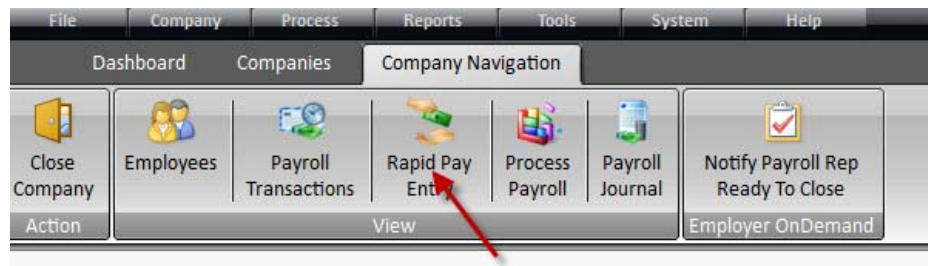 File Company Process Reports Tools System Help
Dashboard Companies Company Navigation
Close Company
Employees
Payroll Transactions
Rapid Pay Entry
Process Payroll
Payroll Journal
Notify Payroll Rep Ready To Close
Action View Employer OnDemand